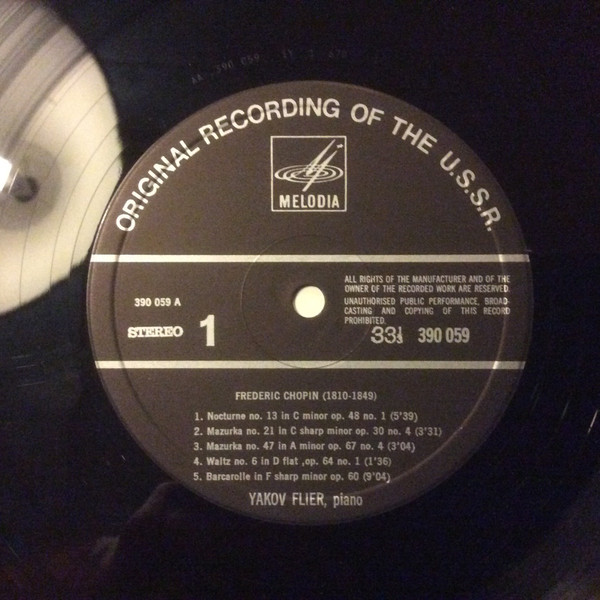 ORIGINAL RECORDING OF THE U.S.S.R.
MELODIA
ALL RIGHTS OF THE MANUFACTURER AND OF THE
OWNER OF THE RECORDED WORK ARE RESERVED.
UNAUTHORISED PUBLIC PERFORMANCE, BROAD-
CASTING AND COPYING OF THIS RECORD
PROHIBITED.
390 059 A
STEREO 1
33⅓ 390 059
FREDERIC CHOPIN (1810-1849)
1. Nocturne no. 13 in C minor op. 48 no. 1 (5'39)
2. Mazurka no. 21 in C sharp minor op. 30 no. 4 (3'31)
3. Mazurka no. 47 in A minor op. 67 no. 4 (3'04)
4. Waltz no. 6 in D flat ,op. 64 no. 1 (1'36)
5. Barcarolle in F sharp minor op. 60 (9'04)
YAKOV FLIER, piano